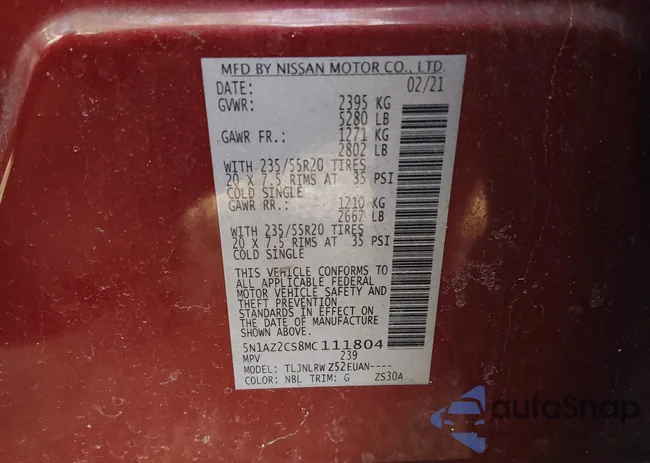 MFD BY NISSAN MOTOR CO., LTD.
DATE: 02/21
GVWR: 2395 KG
5280 LB
GAWR FR.: 1271 KG
2802 LB
WITH 235/55R20 TIRES
20 X 7.5 RIMS AT 35 PSI
COLD SINGLE
GAWR RR.: 1210 KG
2667 LB
WITH 235/55R20 TIRES
20 X 7.5 RIMS AT 35 PSI
COLD SINGLE
THIS VEHICLE CONFORMS TO
ALL APPLICABLE FEDERAL
MOTOR VEHICLE SAFETY AND
THEFT PREVENTION
STANDARDS IN EFFECT ON
THE DATE OF MANUFACTURE
SHOWN ABOVE.
5N1AZ2CS8MC111804
MPV 239
MODEL: TLJNLRW Z52EUAN----
COLOR: NBL TRIM: G ZS30A
autoSnap